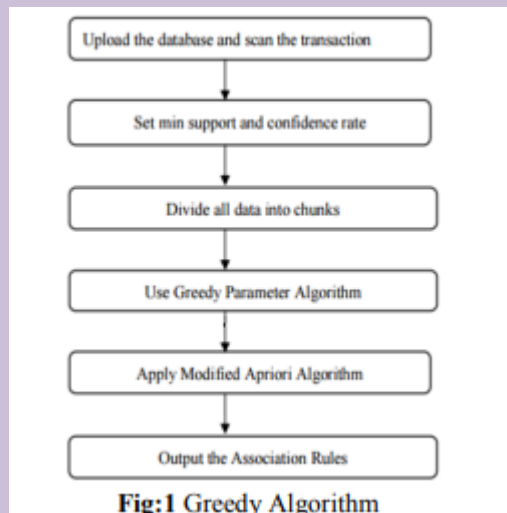 Upload the database and scan the transaction
Set min support and confidence rate
Divide all data into chunks
Use Greedy Parameter Algorithm
Apply Modified Apriori Algorithm
Output the Association Rules
Fig:1 Greedy Algorithm